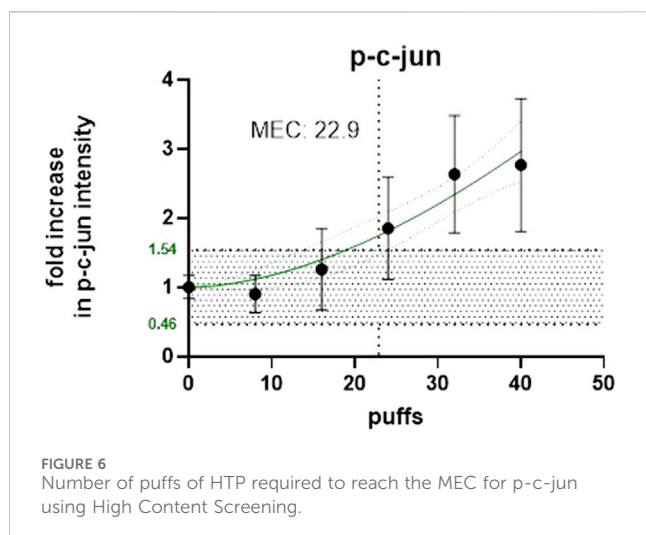 p-c-jun
fold increase
in p-c-jun intensity
4
3
2
1.54
1
0.46
0
MEC: 22.9
0 10 20 30 40 50
puffs
FIGURE 6
Number of puffs of HTP required to reach the MEC for p-c-jun
using High Content Screening.